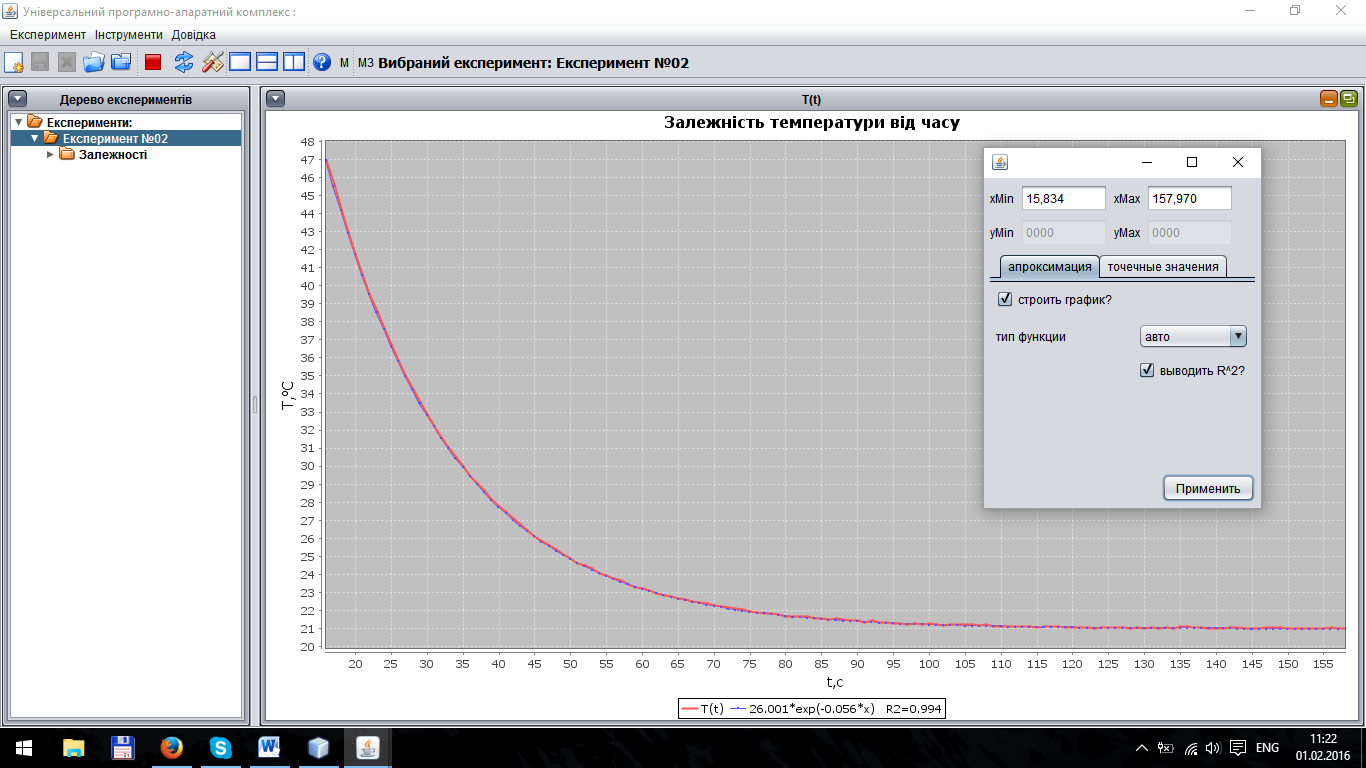 Універсальний програмно-апаратний комплекс :
Експеримент Інструменти Довідка
М МЗ Вибраний експеримент: Експеримент №02
Дерево експериментів
Експерименти:
Експеримент №02
Залежності
T(t)
Залежність температури від часу
48
47
46
45
44
43
42
41
40
39
38
37
36
35
34
33
32
31
30
29
28
27
26
25
24
23
22
21
20
T,ºC
20 25 30 35 40 45 50 55 60 65 70 75 80 85 90 95 100 105 110 115 120 125 130 135 140 145 150 155
t,c
T(t) 26.001*exp(-0.056*x) R2=0.994
xMin 15,834 xMax 157,970
yMin 0000 yMax 0000
апроксимация точечные значения
строить график?
тип функции авто
выводить R^2?
Применить
ENG
11:22
01.02.2016